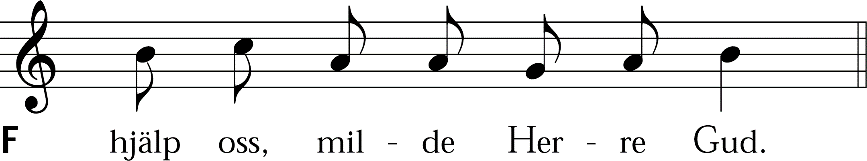 F hjälp oss, mil - de Her - re Gud.